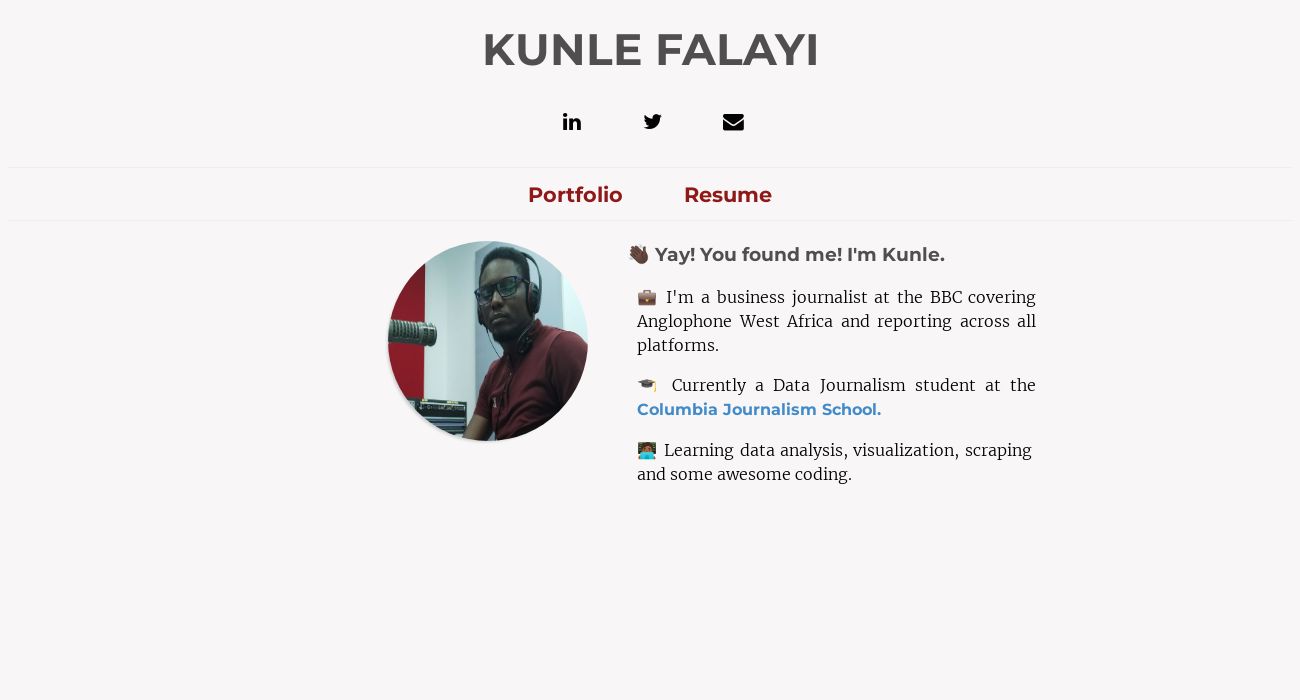 KUNLE FALAYI
Portfolio Resume
👋🏿 Yay! You found me! I'm Kunle.
💼 I'm a business journalist at the BBC covering
Anglophone West Africa and reporting across all
platforms.
🎓 Currently a Data Journalism student at the
Columbia Journalism School.
👨🏾‍💻 Learning data analysis, visualization, scraping
and some awesome coding.